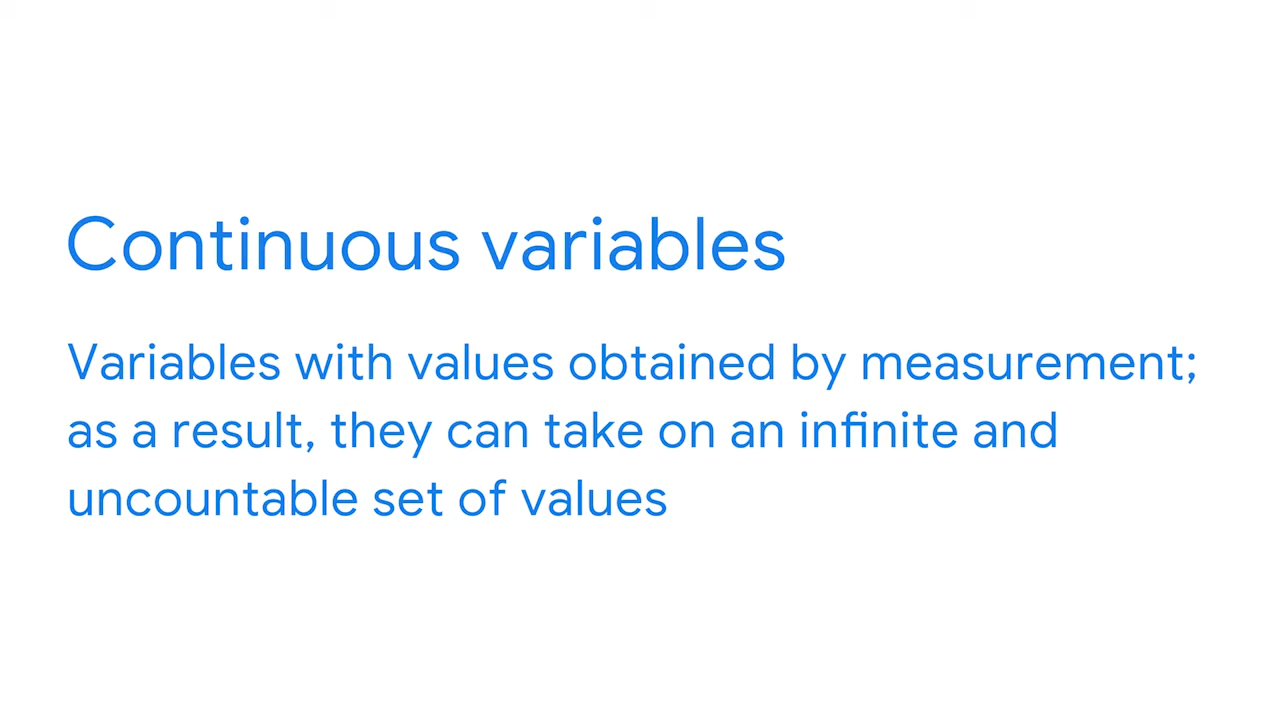 Continuous variables
Variables with values obtained by measurement;
as a result, they can take on an infinite and
uncountable set of values